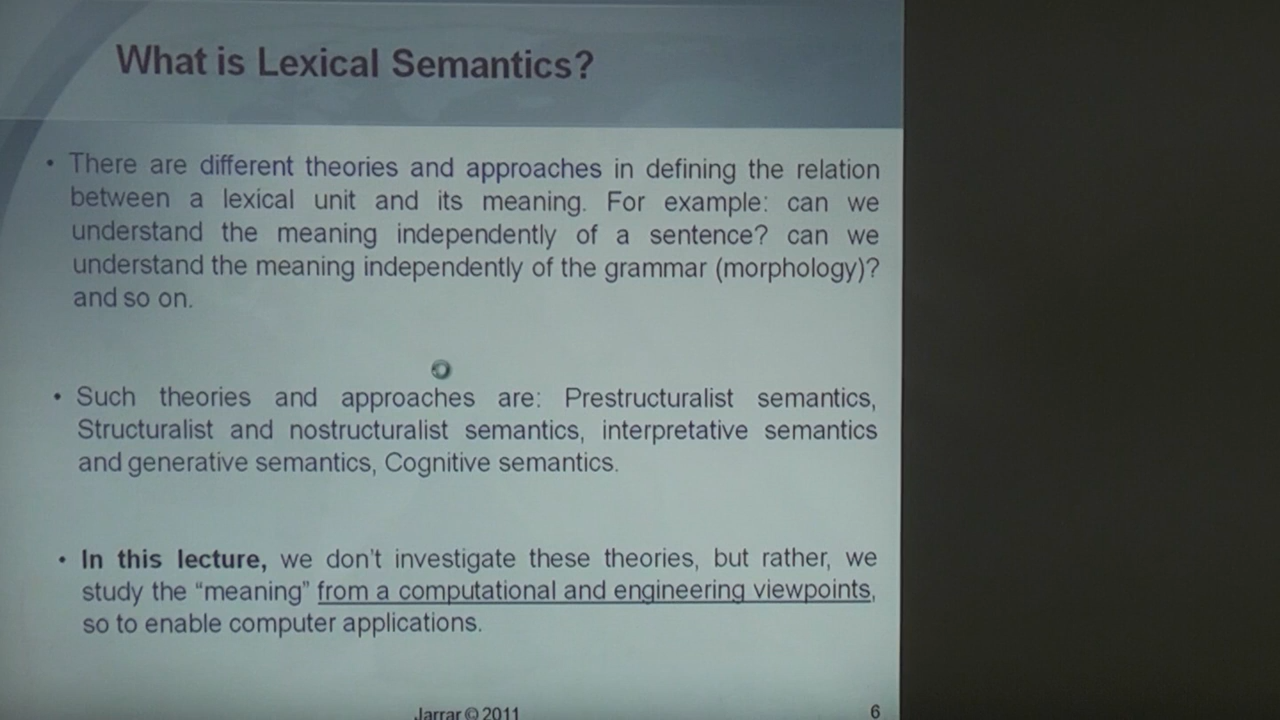 What is Lexical Semantics?
• There are different theories and approaches in defining the relation
between a lexical unit and its meaning. For example: can we
understand the meaning independently of a sentence? can we
understand the meaning independently of the grammar (morphology)?
and so on.
• Such theories and approaches are: Prestructuralist semantics,
Structuralist and nostructuralist semantics, interpretative semantics
and generative semantics, Cognitive semantics.
• In this lecture, we don't investigate these theories, but rather, we
study the “meaning” from a computational and engineering viewpoints,
so to enable computer applications.
Jarrar © 2011
6